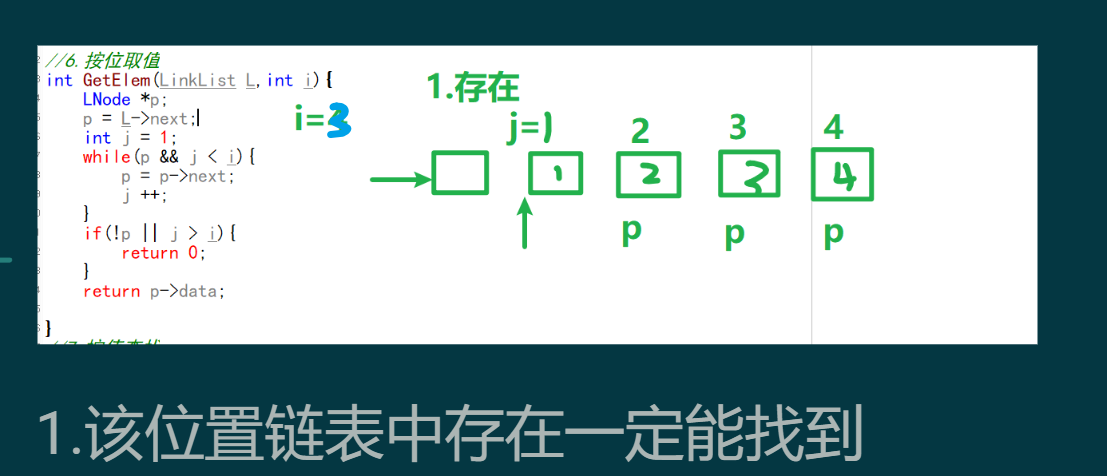 //6.按位取值
int GetElem(LinkList L,int i){
LNode *p;
p = L->next;
int j = 1;
while(p && j < i){
p = p->next;
j ++;
}
if(!p || j > i){
return 0;
}
return p->data;
}
i=3
1.存在
j=1 2 3 4
1 2 3 4
p p p
1.该位置链表中存在一定能找到